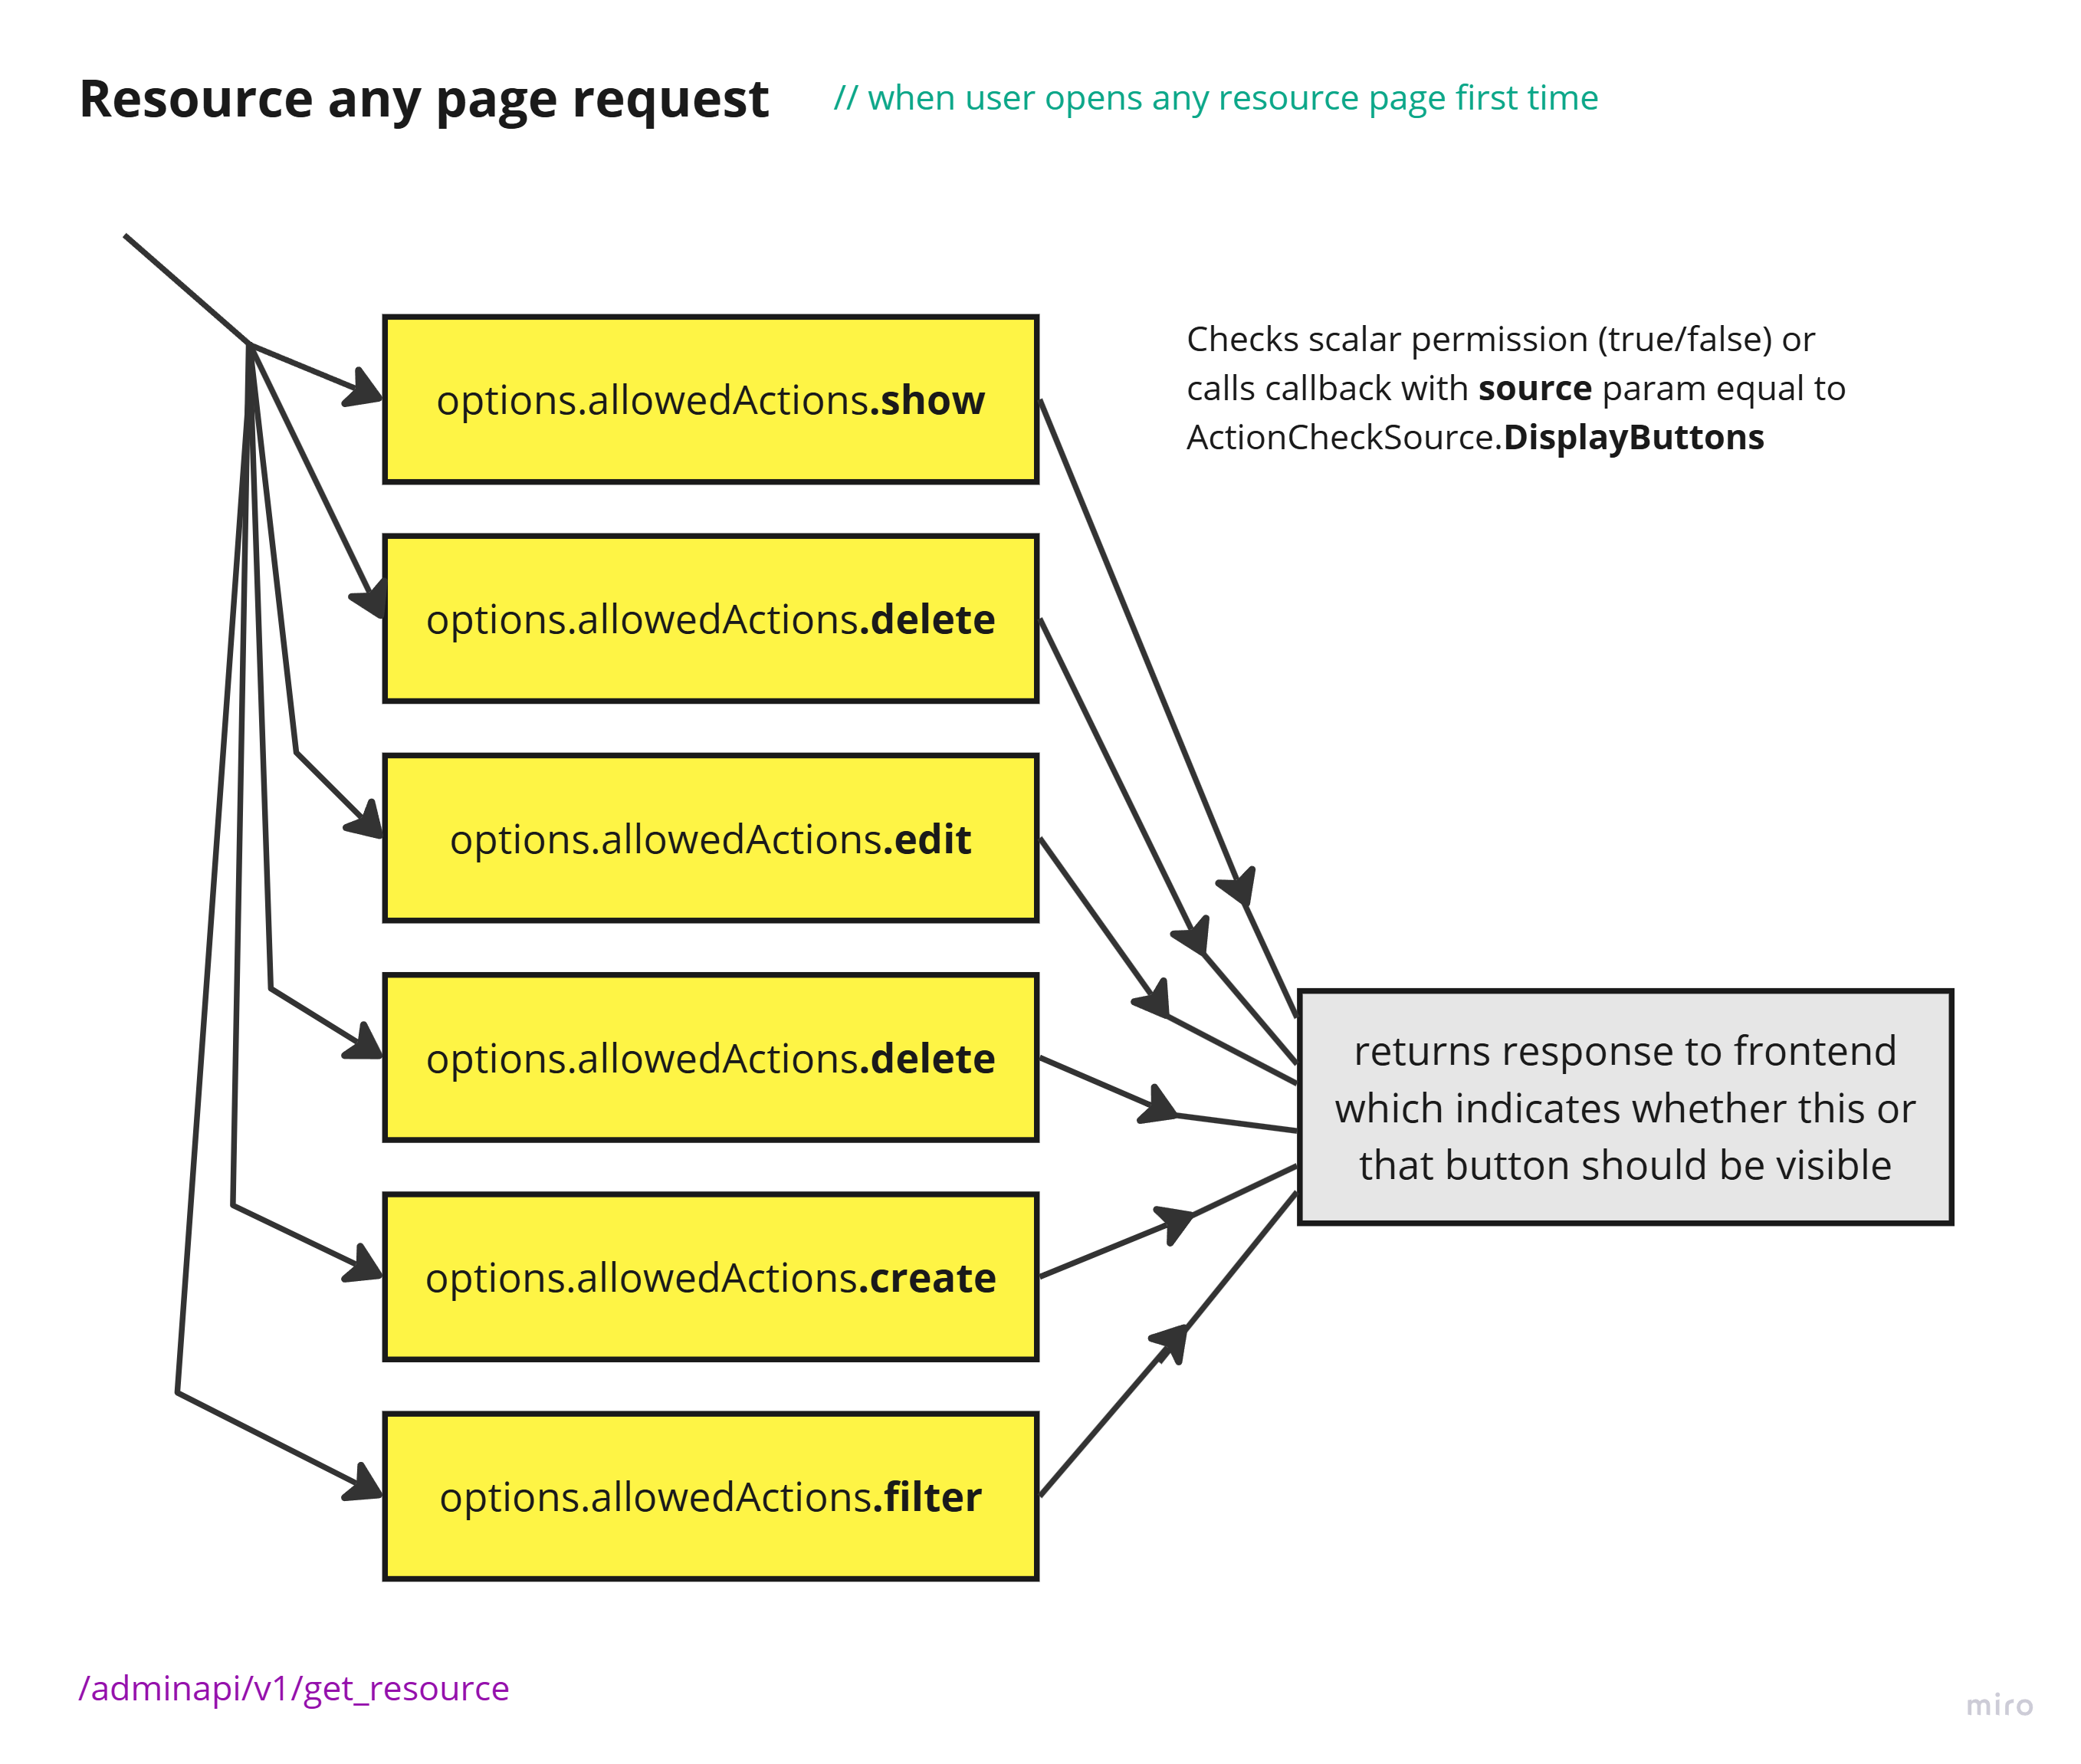 Resource any page request
// when user opens any resource page first time
options.allowedActions.show
Checks scalar permission (true/false) or
calls callback with source param equal to
ActionCheckSource.DisplayButtons
options.allowedActions.delete
options.allowedActions.edit
options.allowedActions.delete
returns response to frontend
which indicates whether this or
that button should be visible
options.allowedActions.create
options.allowedActions.filter
/adminapi/v1/get_resource
miro